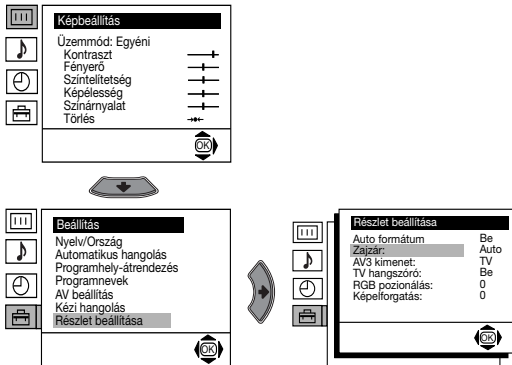 Képbeállítás
Üzemmód: Egyéni
Kontraszt
Fényerő
Színtelítetség
Képélesség
Színárnyalat
Törlés
OK
Beállítás
Nyelv/Ország
Automatikus hangolás
Programhely-átrendezés
Programnevek
AV beállítás
Kézi hangolás
Részlet beállítása
OK
Részlet beállítása
Auto formátum Be
Zajzár: Auto
AV3 kimenet: TV
TV hangszóró: Be
RGB pozionálás: 0
Képelforgatás: 0
OK